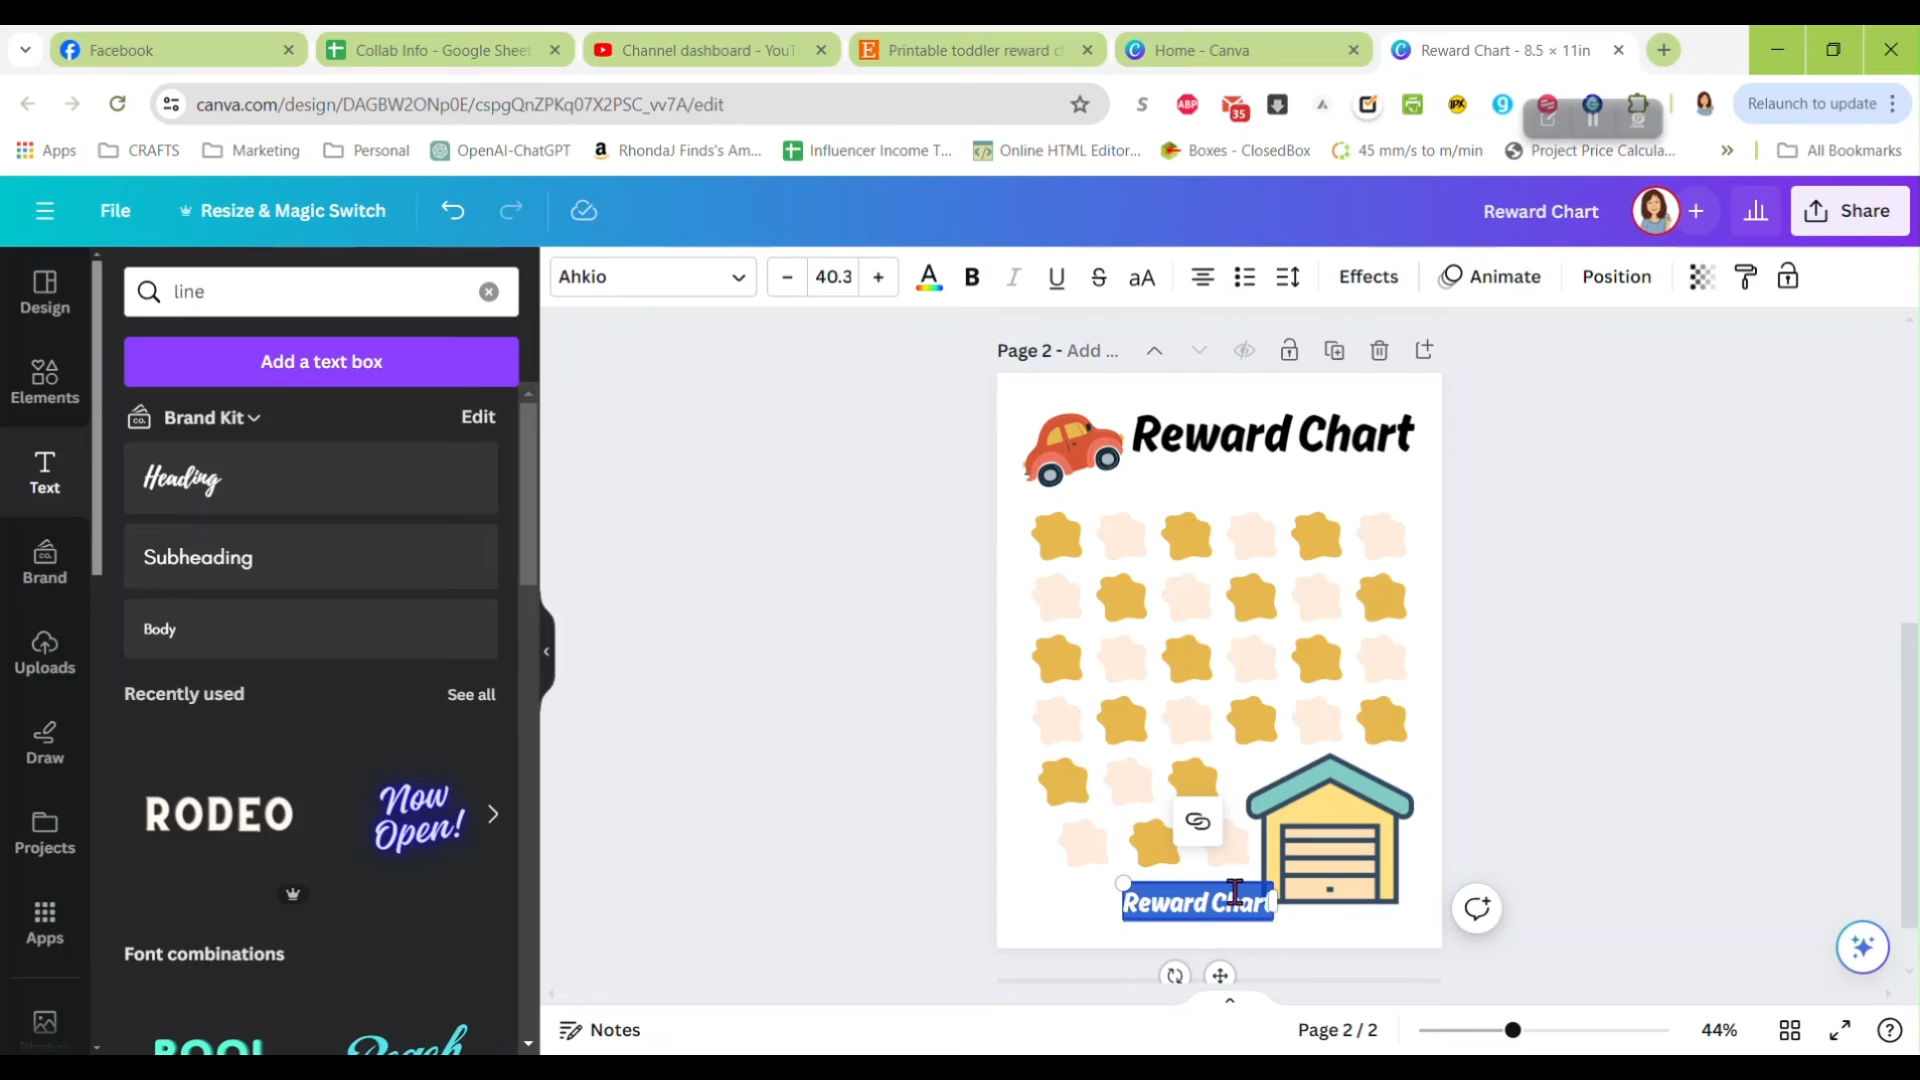 Facebook
Collab Info - Google Sheet
Channel dashboard - YouT
Printable toddler reward c
Home - Canva
Reward Chart - 8.5 × 11in
canva.com/design/DAGBW2ONp0E/cspgQnZPKq07X2PSC_vv7A/edit
S
ABP
35
Relaunch to update
Apps
CRAFTS
Marketing
Personal
OpenAI-ChatGPT
RhondaJ Finds's Am...
Influencer Income T...
Online HTML Editor...
Boxes - ClosedBox
45 mm/s to m/min
Project Price Calcula...
All Bookmarks
File
Resize & Magic Switch
Reward Chart
Share
Design
Elements
Text
Brand
Uploads
Draw
Projects
Apps
line
Add a text box
Brand Kit
Edit
Heading
Subheading
Body
Recently used
See all
RODEO
Now Open!
Font combinations
Ahkio
40.3
Effects
Animate
Position
Page 2 - Add ...
Reward Chart
Reward Chart
Notes
Page 2 / 2
44%